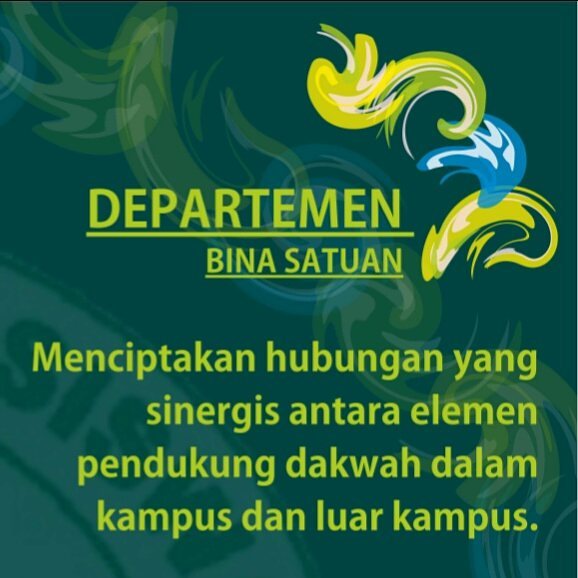 DEPARTEMEN
BINA SATUAN
Menciptakan hubungan yang
sinergis antara elemen
pendukung dakwah dalam
kampus dan luar kampus.